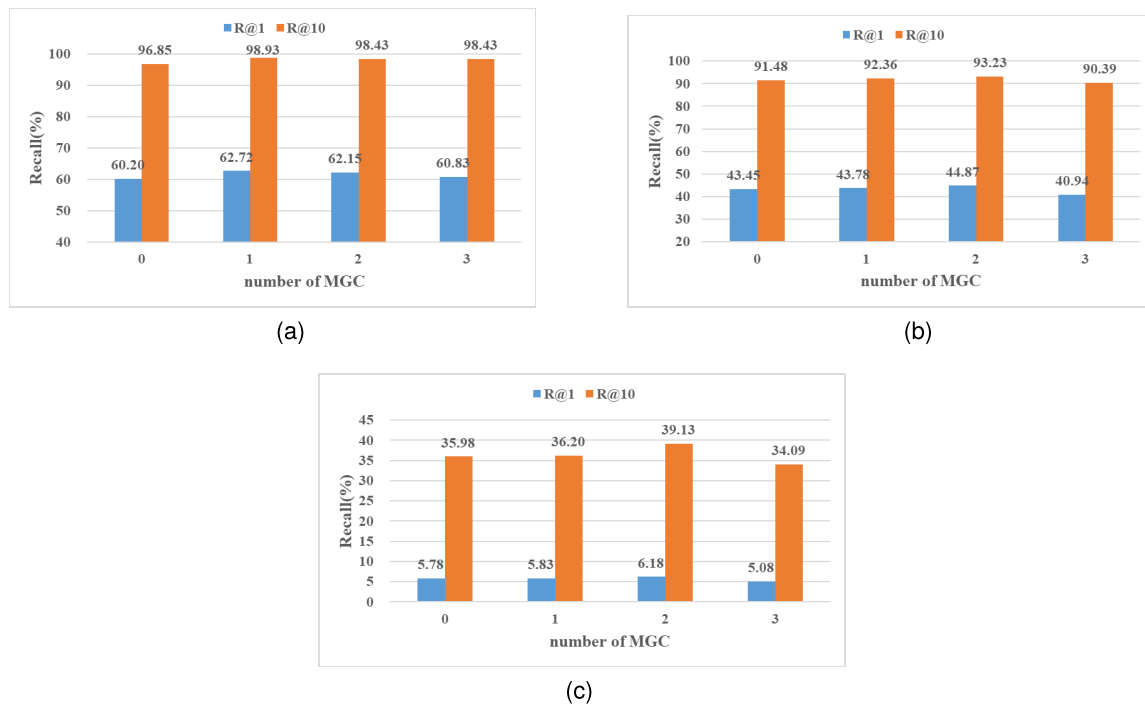 R@1 R@10
96.85 98.93 98.43 98.43
60.20 62.72 62.15 60.83
100
90
80
70
60
50
40
Recall(%)
0 1 2 3
number of MGC
(a)
R@1 R@10
91.48 92.36 93.23 90.39
43.45 43.78 44.87 40.94
100
90
80
70
60
50
40
30
20
Recall(%)
0 1 2 3
number of MGC
(b)
R@1 R@10
35.98 36.20 39.13 34.09
5.78 5.83 6.18 5.08
45
40
35
30
25
20
15
10
5
0
Recall(%)
0 1 2 3
number of MGC
(c)